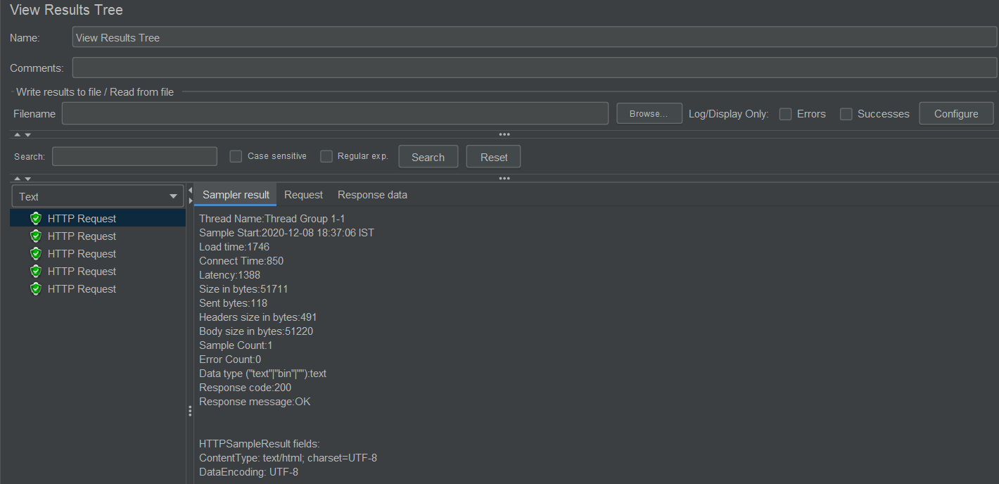 View Results Tree
Name: View Results Tree
Comments:
Write results to file / Read from file
Filename Browse... Log/Display Only: Errors Successes Configure
Search: Case sensitive Regular exp. Search Reset
Text Sampler result Request Response data
HTTP Request
HTTP Request
HTTP Request
HTTP Request
HTTP Request
Thread Name:Thread Group 1-1
Sample Start:2020-12-08 18:37:06 IST
Load time:1746
Connect Time:850
Latency:1388
Size in bytes:51711
Sent bytes:118
Headers size in bytes:491
Body size in bytes:51220
Sample Count:1
Error Count:0
Data type ("text"|"bin"|""):text
Response code:200
Response message:OK
HTTPSampleResult fields:
ContentType: text/html; charset=UTF-8
DataEncoding: UTF-8